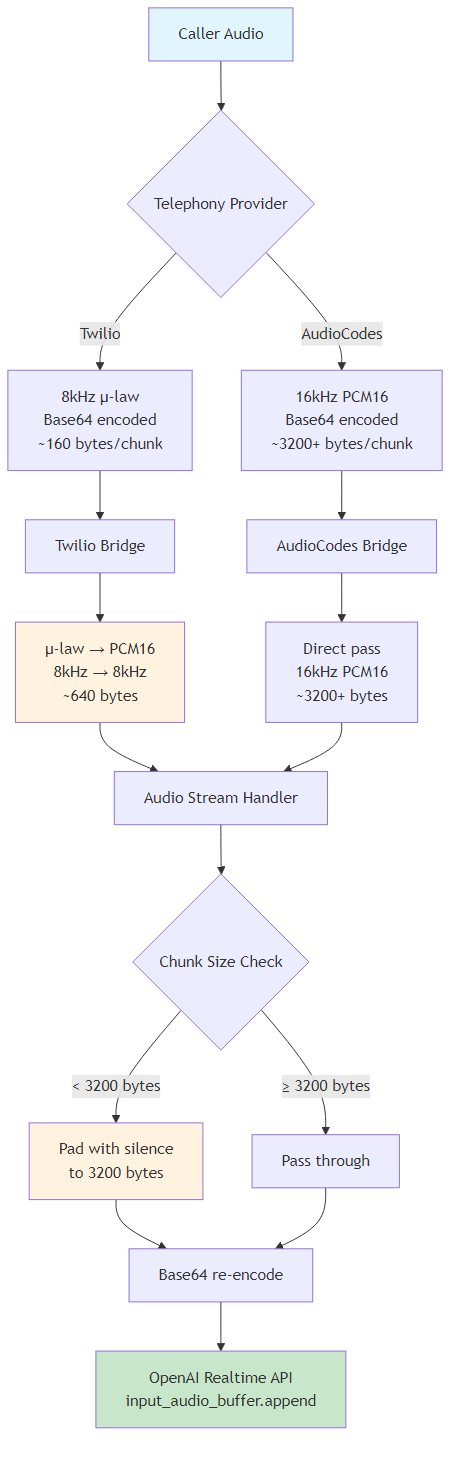 Caller Audio
Telephony Provider
Twilio
AudioCodes
8kHz μ-law
Base64 encoded
~160 bytes/chunk
16kHz PCM16
Base64 encoded
~3200+ bytes/chunk
Twilio Bridge
AudioCodes Bridge
μ-law → PCM16
8kHz → 8kHz
~640 bytes
Direct pass
16kHz PCM16
~3200+ bytes
Audio Stream Handler
Chunk Size Check
< 3200 bytes
≥ 3200 bytes
Pad with silence
to 3200 bytes
Pass through
Base64 re-encode
OpenAI Realtime API
input_audio_buffer.append